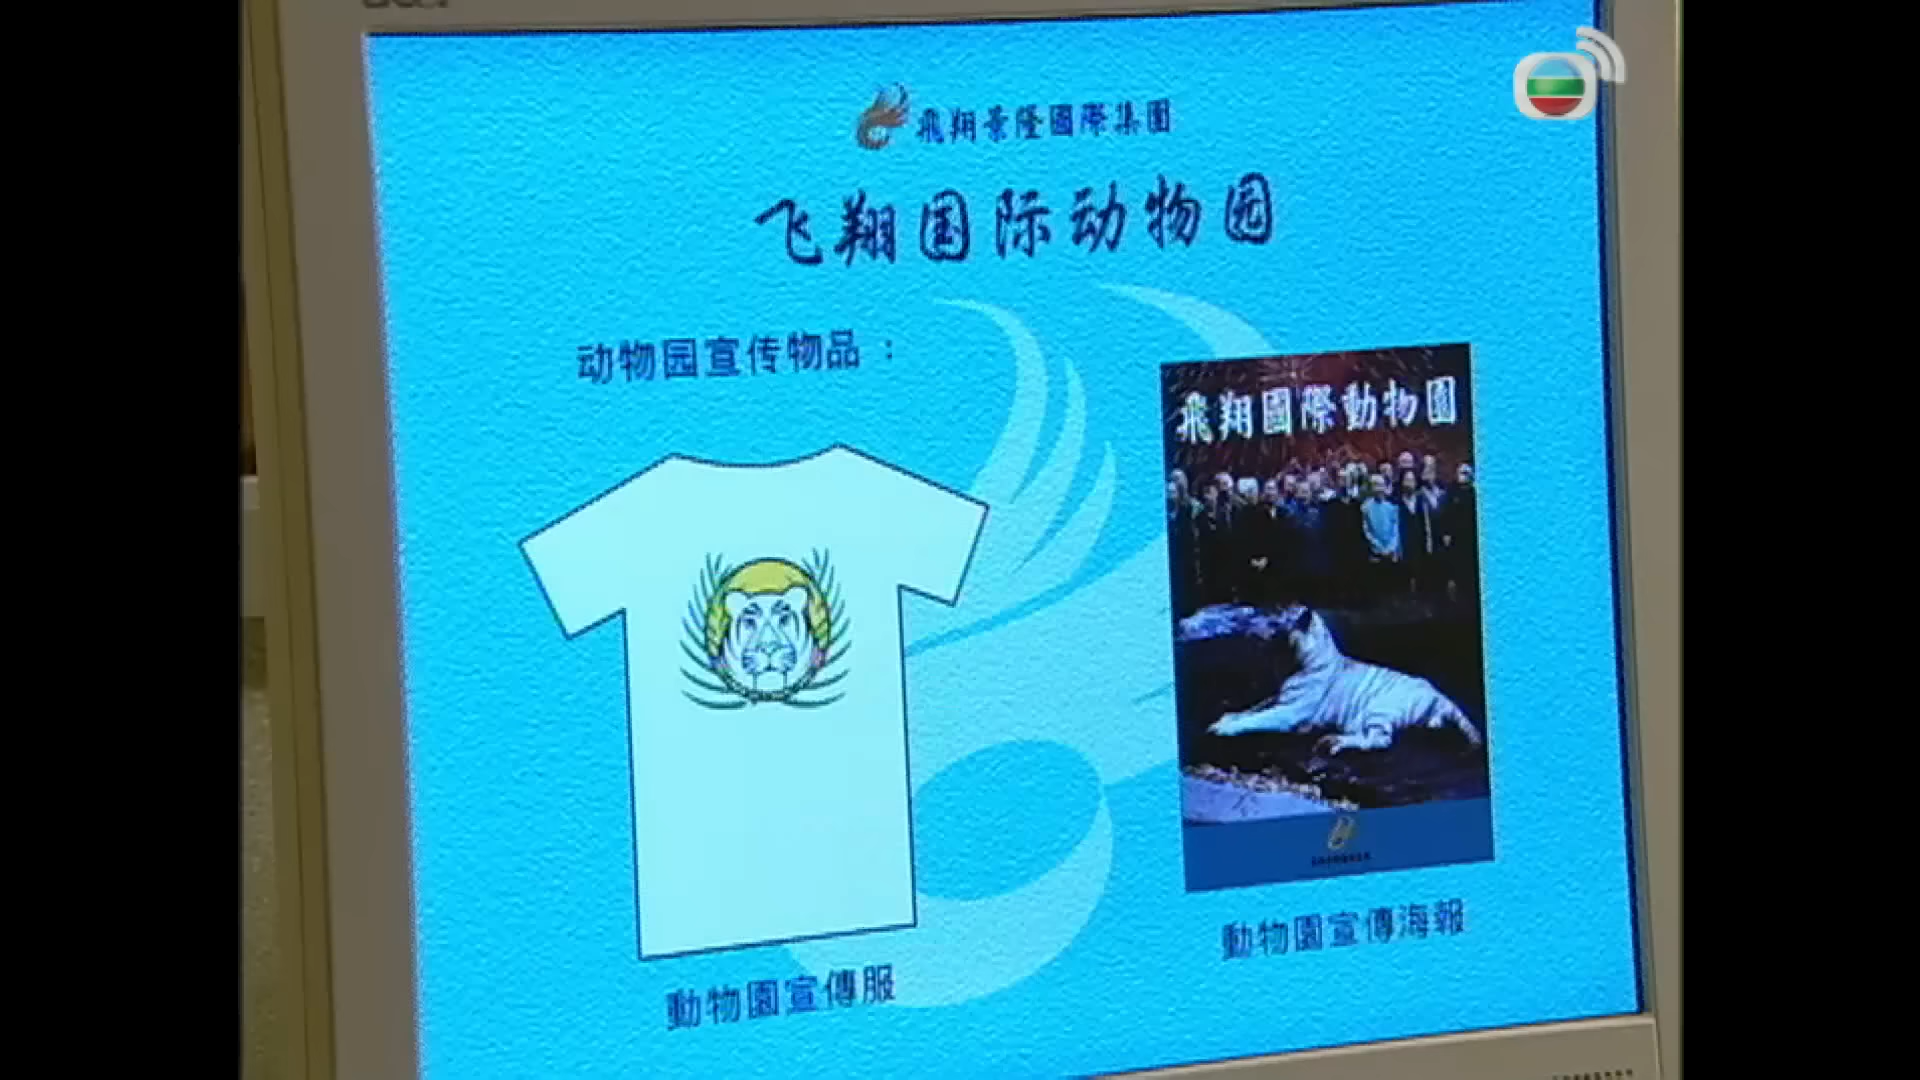 飛翔景隆國際集團
飞翔国际动物园
动物园宣传物品：
飛翔國際動物園
動物園宣傳服
動物園宣傳海報